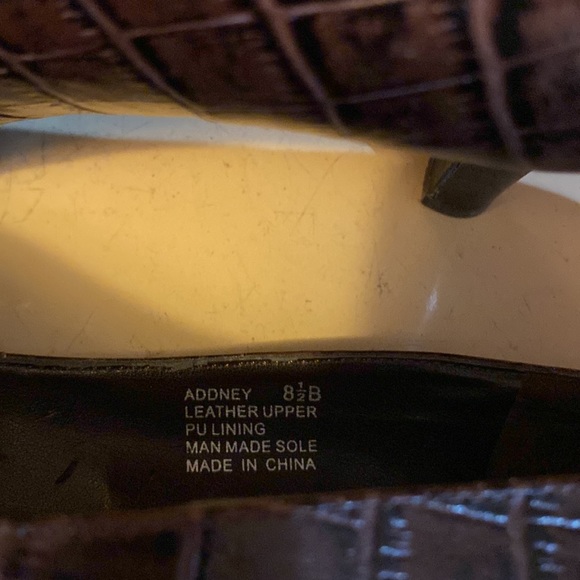 ADDNEY 8½B
LEATHER UPPER
PU LINING
MAN MADE SOLE
MADE IN CHINA